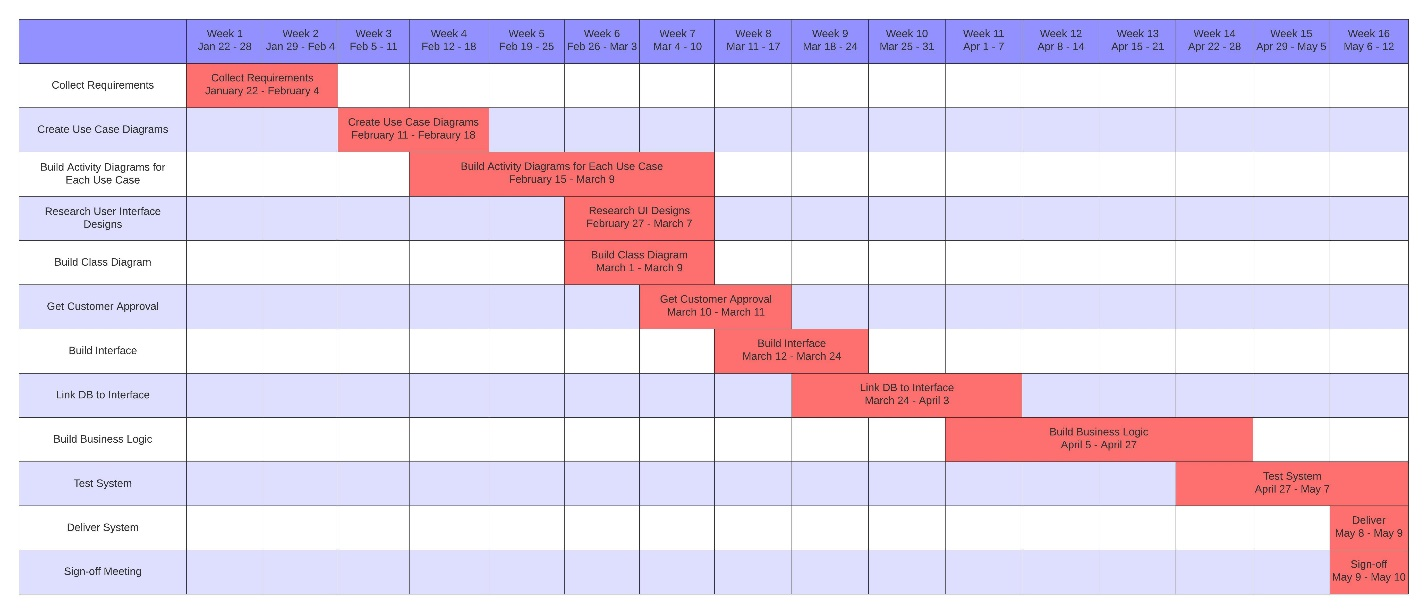 Week 1
Jan 22 - 28
Week 2
Jan 29 - Feb 4
Week 3
Feb 5 - 11
Week 4
Feb 12 - 18
Week 5
Feb 19 - 25
Week 6
Feb 26 - Mar 3
Week 7
Mar 4 - 10
Week 8
Mar 11 - 17
Week 9
Mar 18 - 24
Week 10
Mar 25 - 31
Week 11
Apr 1 - 7
Week 12
Apr 8 - 14
Week 13
Apr 15 - 21
Week 14
Apr 22 - 28
Week 15
Apr 29 - May 5
Week 16
May 6 - 12
Collect Requirements
Collect Requirements
January 22 - February 4
Create Use Case Diagrams
Create Use Case Diagrams
February 11 - Febraury 18
Build Activity Diagrams for
Each Use Case
Build Activity Diagrams for Each Use Case
February 15 - March 9
Research User Interface
Designs
Research UI Designs
February 27 - March 7
Build Class Diagram
Build Class Diagram
March 1 - March 9
Get Customer Approval
Get Customer Approval
March 10 - March 11
Build Interface
Build Interface
March 12 - March 24
Link DB to Interface
Link DB to Interface
March 24 - April 3
Build Business Logic
Build Business Logic
April 5 - April 27
Test System
Test System
April 27 - May 7
Deliver System
Deliver
May 8 - May 9
Sign-off Meeting
Sign-off
May 9 - May 10